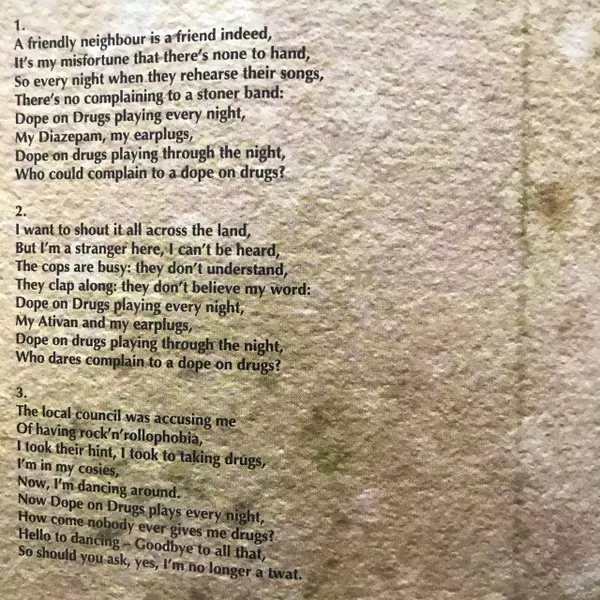 1.
A friendly neighbour is a friend indeed,
It's my misfortune that there's none to hand,
So every night when they rehearse their songs,
There's no complaining to a stoner band:
Dope on Drugs playing every night,
My Diazepam, my earplugs,
Dope on drugs playing through the night,
Who could complain to a dope on drugs?
2.
I want to shout it all across the land,
But I'm a stranger here, I can't be heard,
The cops are busy: they don't understand,
They clap along: they don't believe my word:
Dope on Drugs playing every night,
My Ativan and my earplugs,
Dope on drugs playing through the night,
Who dares complain to a dope on drugs?
3.
The local council was accusing me
Of having rock'n'rollophobia,
I took their hint, I took to taking drugs,
I'm in my cosies,
Now, I'm dancing around.
Now Dope on Drugs plays every night,
How come nobody ever gives me drugs?
Hello to dancing – Goodbye to all that,
So should you ask, yes, I'm no longer a twat.